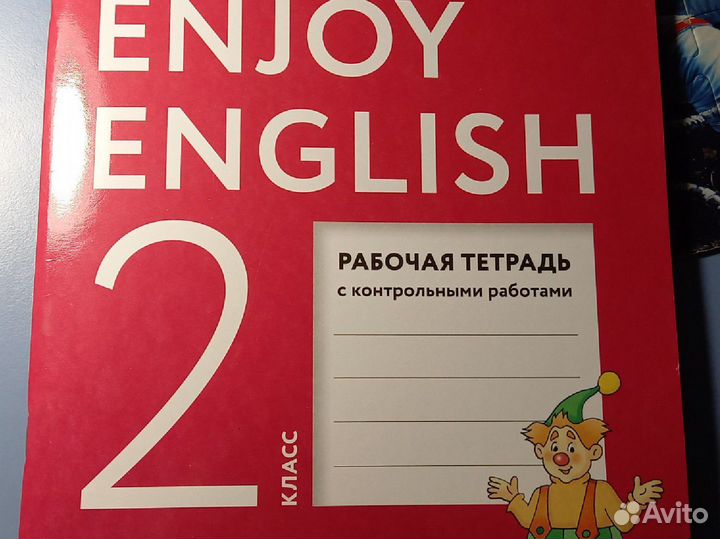 ENJOY
ENGLISH
2
КЛАСС
РАБОЧАЯ ТЕТРАДЬ
с контрольными работами
Avito